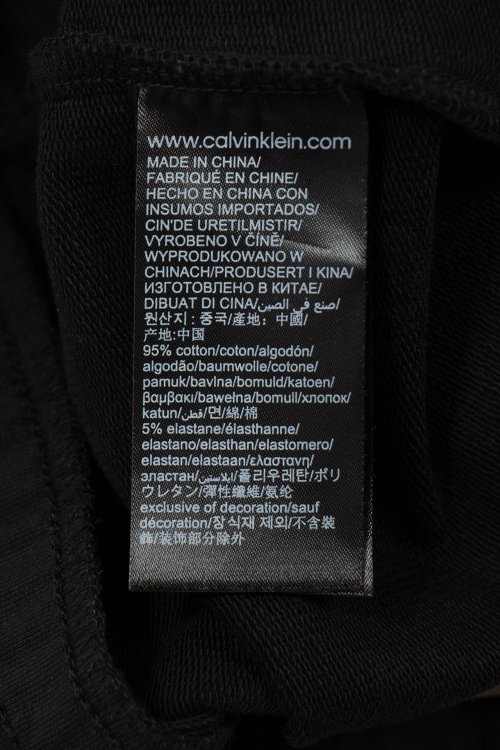 www.calvinklein.com
MADE IN CHINA/
FABRIQUÉ EN CHINE/
HECHO EN CHINA CON
INSUMOS IMPORTADOS/
CIN'DE URETILMISTIR/
VYROBENO V ČÍNĚ/
WYPRODUKOWANO W
CHINACH/PRODUSERT I KINA/
ИЗГОТОВЛЕНО В КИТАЕ/
DIBUAT DI CINA/صنع في الصين/
원산지 : 중국/產地：中國/
产地:中国
95% cotton/coton/algodón/
algodão/baumwolle/cotone/
pamuk/bavlna/bomuld/katoen/
βαμβακι/bawełna/bomull/хлопок/
katun/قطن/면/綿/棉
5% elastane/élasthanne/
elastano/elasthan/elastomero/
elastan/elastaan/ελαστανη/
эластан/ايلاستين/폴리우레탄/ポリ
ウレタン/彈性纖維/氨纶
exclusive of decoration/sauf
décoration/장식재 제외/不含裝
飾/装饰部分除外